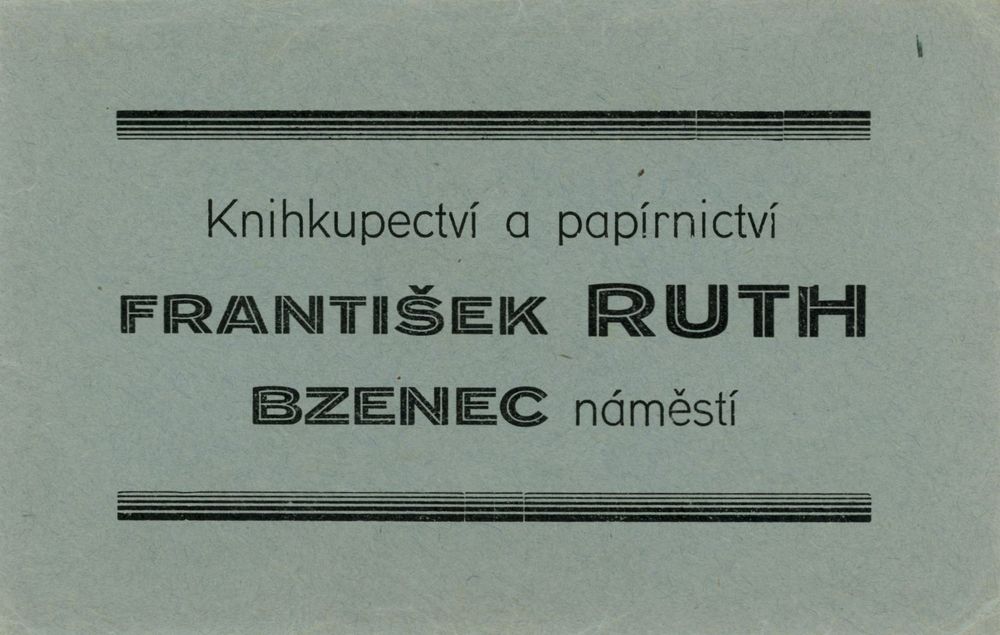 Knihkupectví a papírnictví
FRANTIŠEK RUTH
BZENEC náměstí